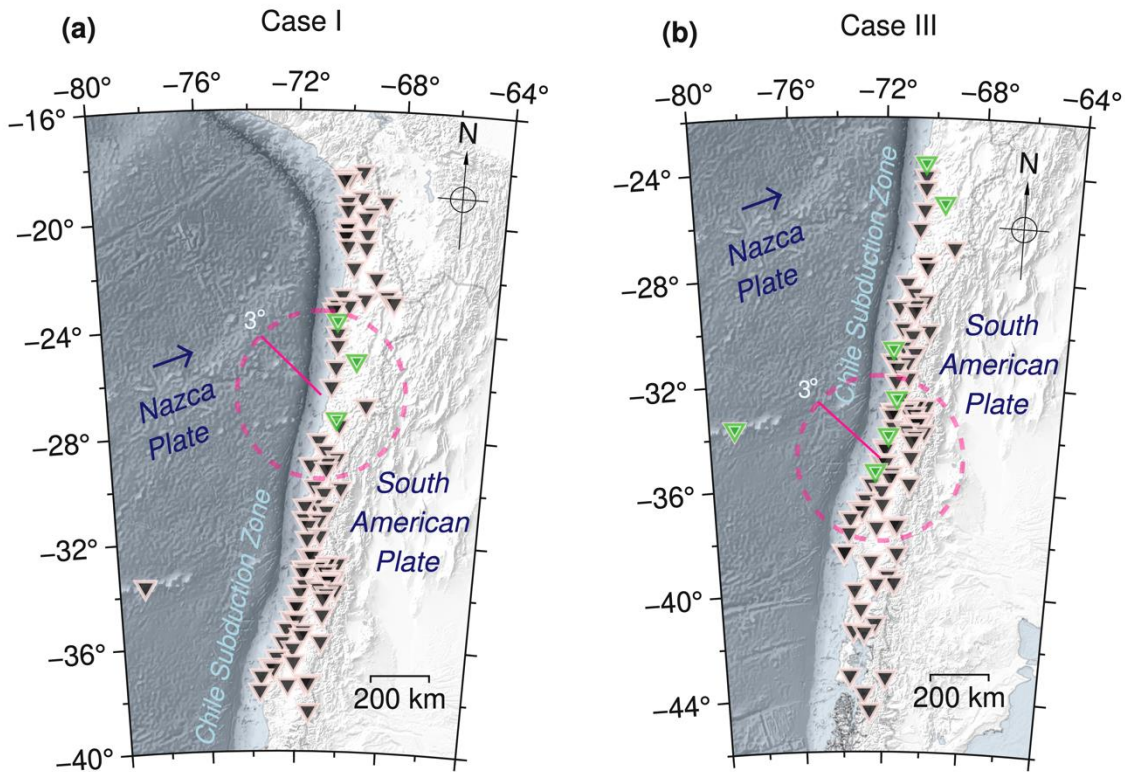 (a)
Case I
−80°
−76°
−72°
−68°
−64°
−16°
−20°
−24°
−28°
−32°
−36°
−40°
N
3°
Nazca
Plate
Chile Subduction Zone
South
American
Plate
200 km
(b)
Case III
−80°
−76°
−72°
−68°
−64°
−24°
−28°
−32°
−36°
−40°
−44°
N
3°
Nazca
Plate
Chile Subduction Zone
South
American
Plate
200 km